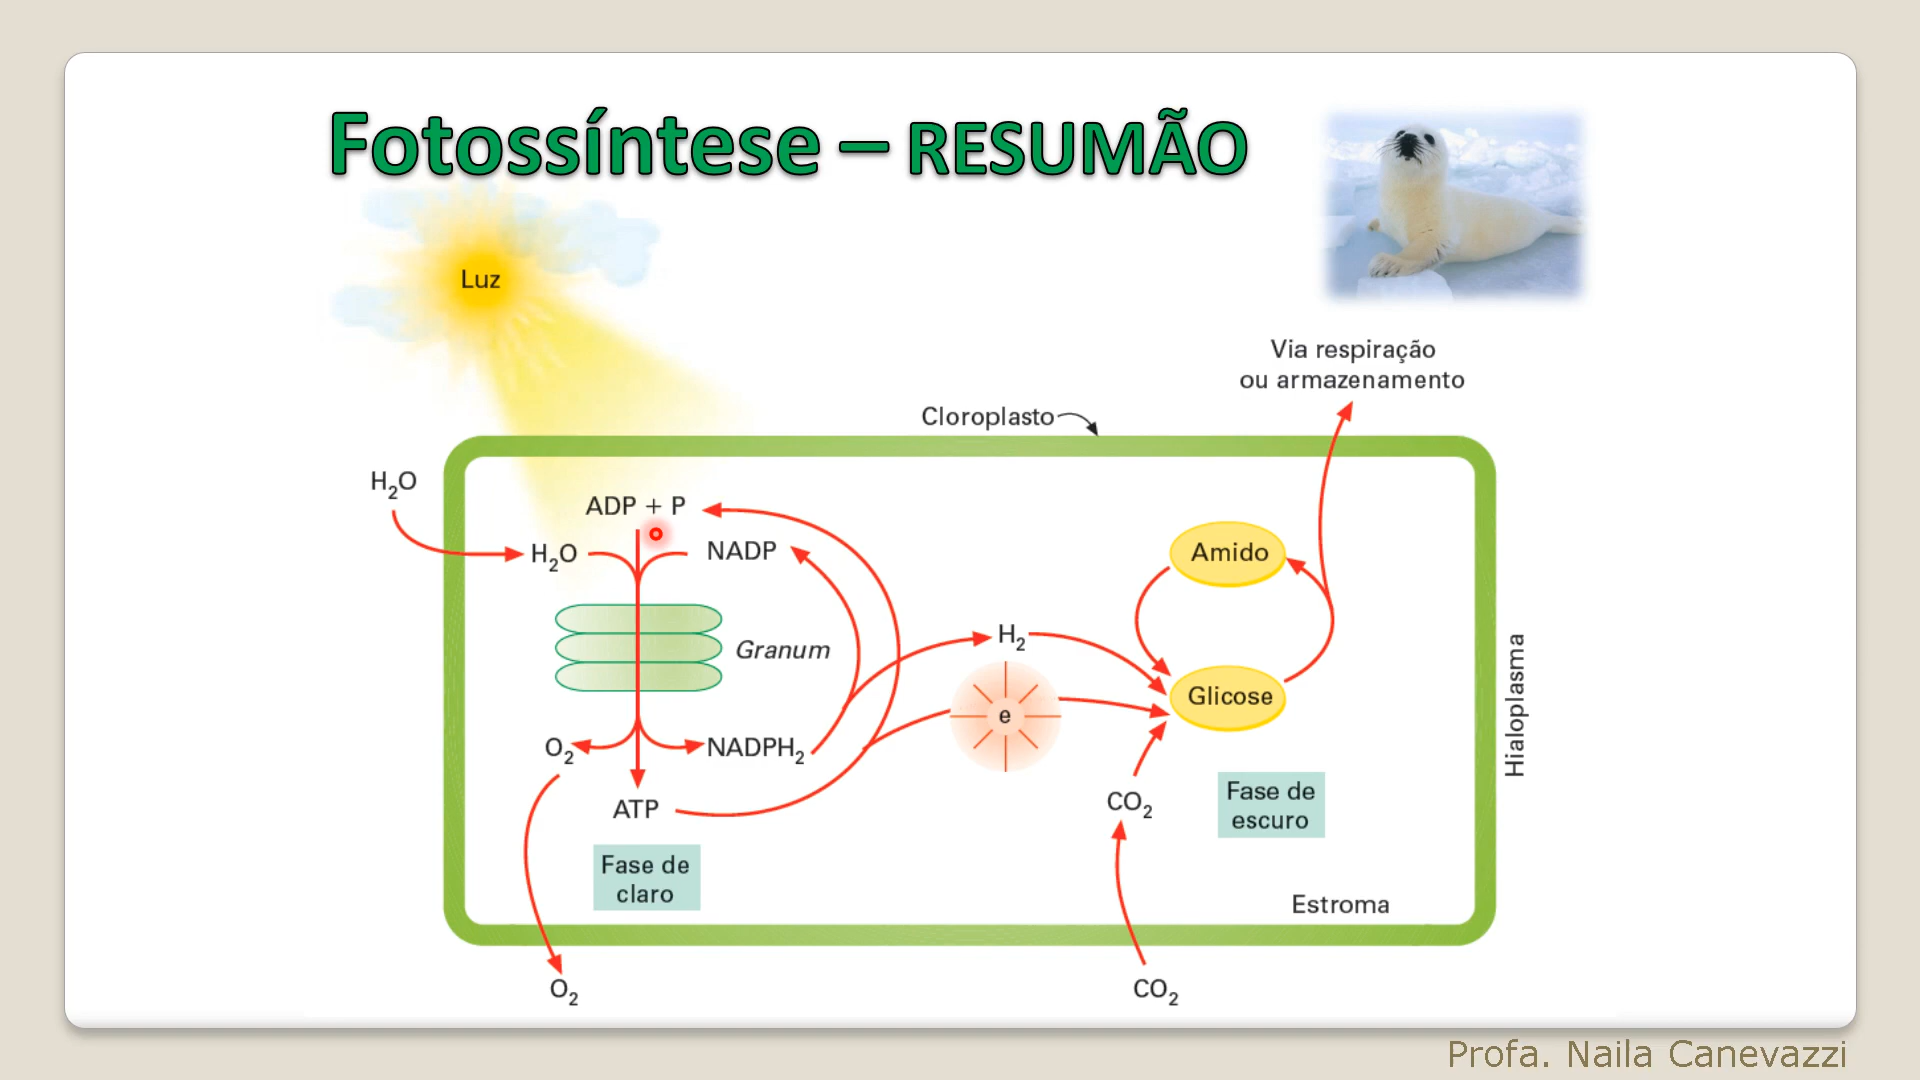 Fotossíntese – RESUMÃO
Luz
Via respiração
ou armazenamento
Cloroplasto
H₂O
ADP + P
H₂O
NADP
Amido
Granum
H₂
Glicose
Hialoplasma
e
O₂
NADPH₂
ATP
CO₂
Fase de
escuro
Fase de
claro
Estroma
O₂
CO₂
Profa. Naila Canevazzi